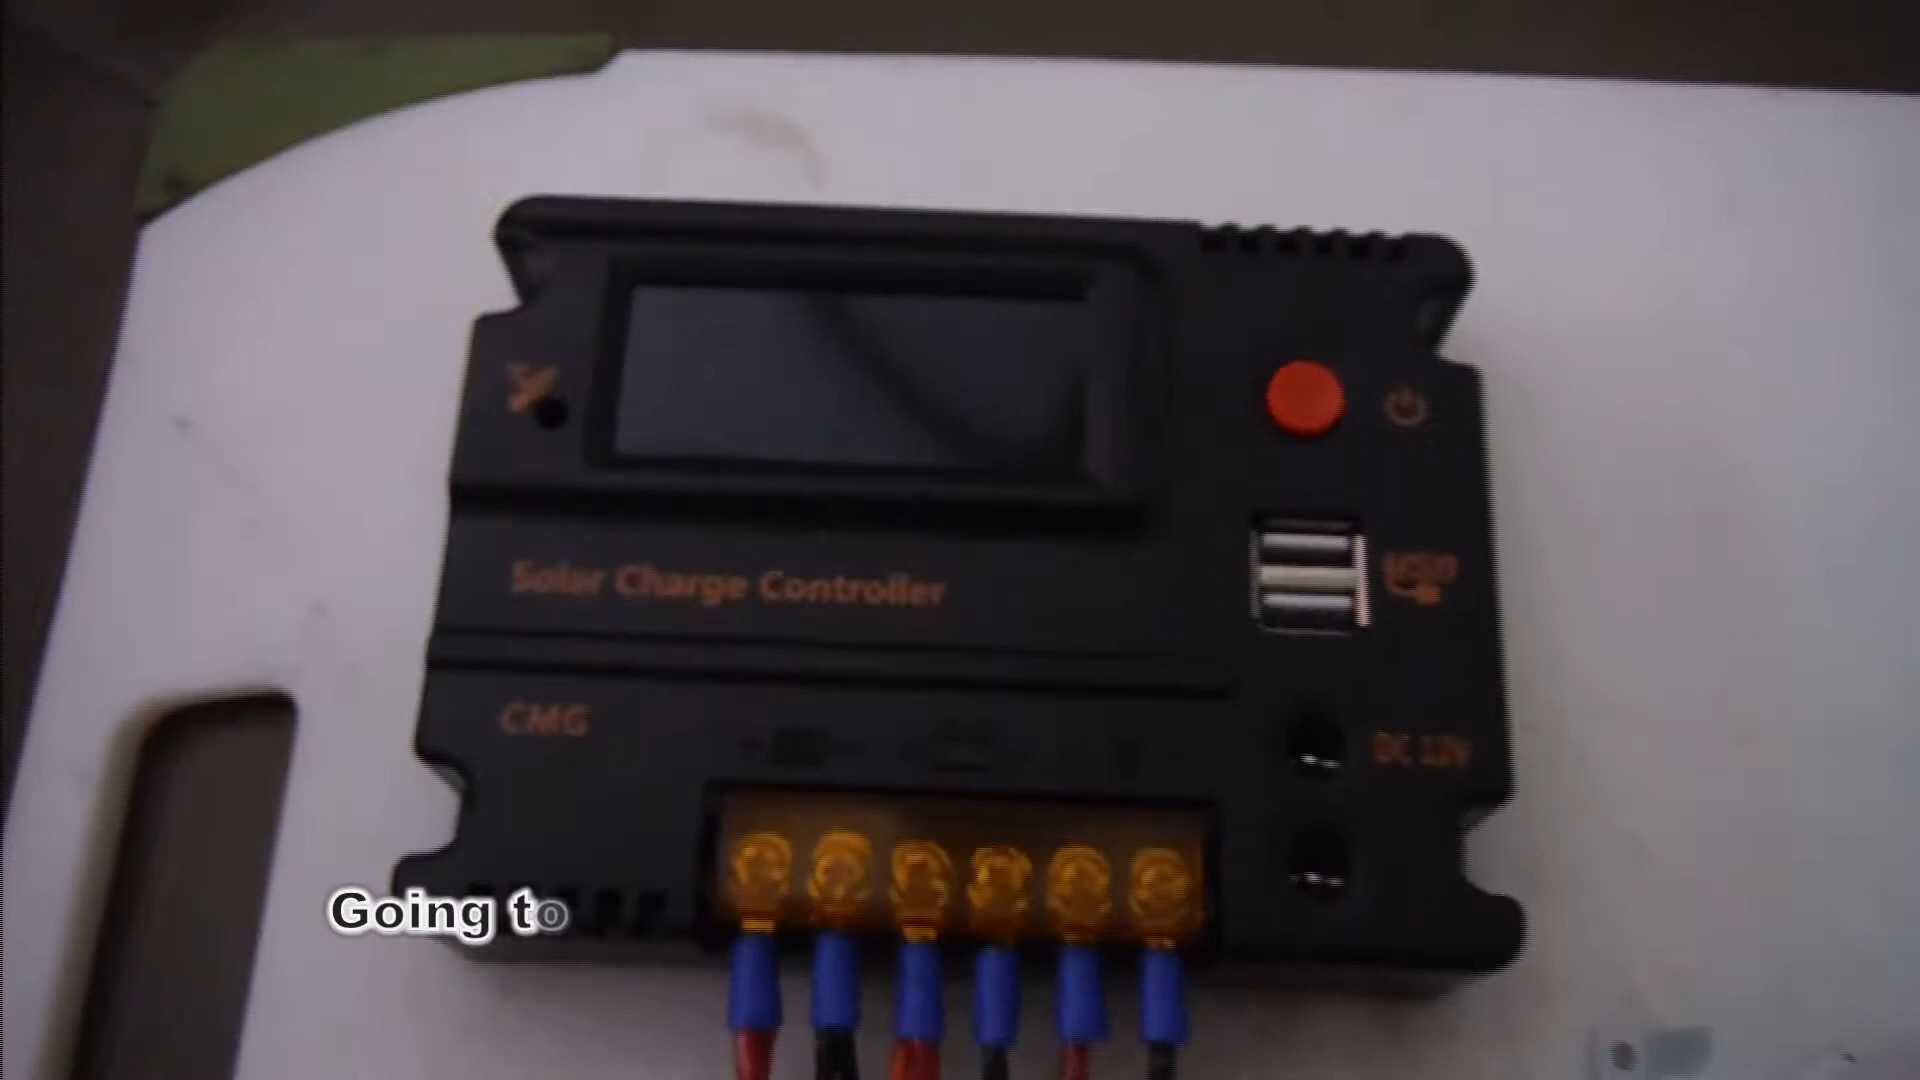 Solar Charge Controller
CMG
DC 12V
Going to